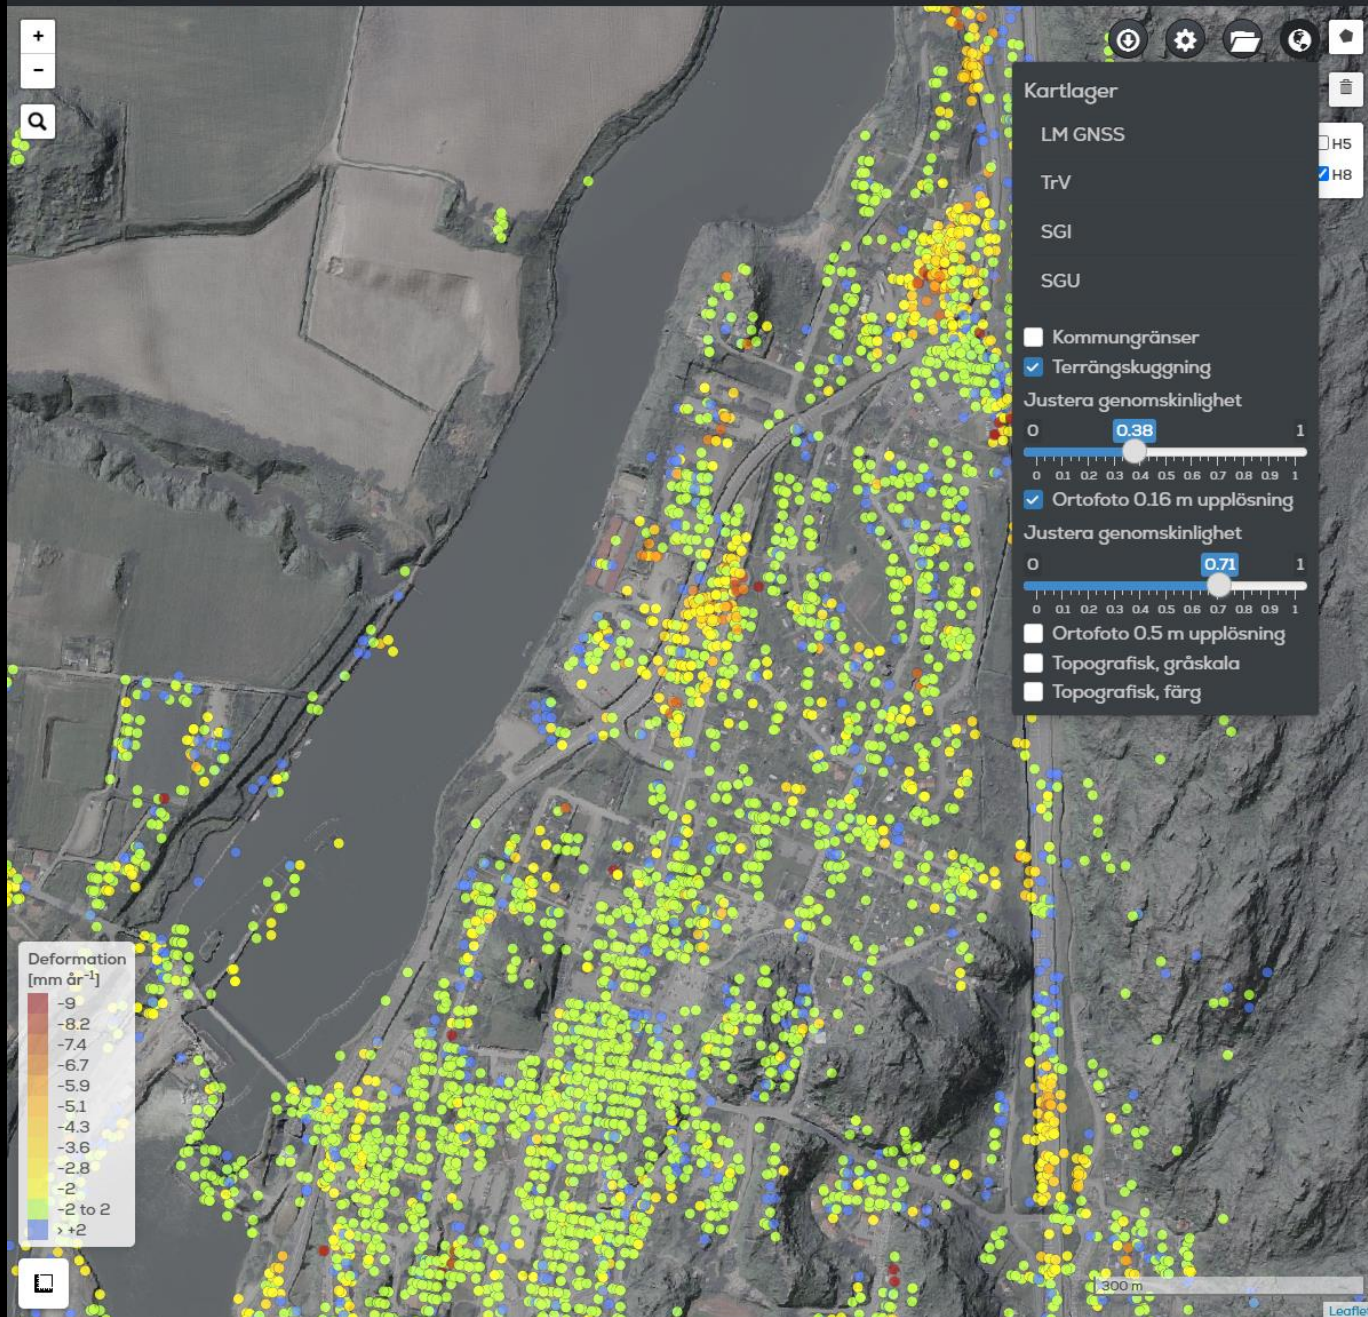 +
−
Kartlager
LM GNSS
TrV
SGI
SGU
H5
H8
Kommungränser
Terrängskuggning
Justera genomskinlighet
0 0.38 1
0 0.1 0.2 0.3 0.4 0.5 0.6 0.7 0.8 0.9 1
Ortofoto 0.16 m upplösning
Justera genomskinlighet
0 0.71 1
0 0.1 0.2 0.3 0.4 0.5 0.6 0.7 0.8 0.9 1
Ortofoto 0.5 m upplösning
Topografisk, gråskala
Topografisk, färg
Deformation
[mm år⁻¹]
-9
-8.2
-7.4
-6.7
-5.9
-5.1
-4.3
-3.6
-2.8
-2
-2 to 2
>+2
300 m
Leaflet